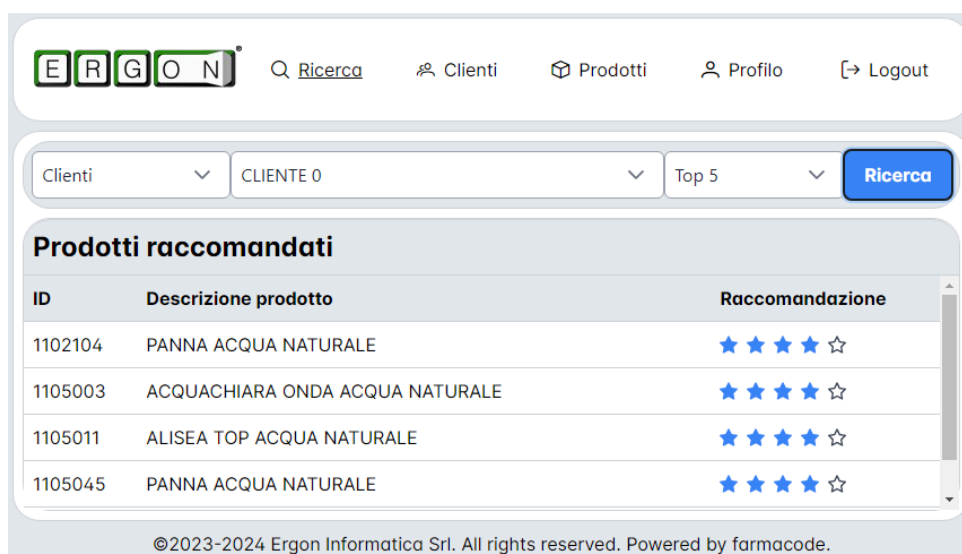 ERGON® Ricerca Clienti Prodotti Profilo Logout
Clienti CLIENTE 0 Top 5 Ricerca
Prodotti raccomandati
ID Descrizione prodotto Raccomandazione
1102104 PANNA ACQUA NATURALE
1105003 ACQUACHIARA ONDA ACQUA NATURALE
1105011 ALISEA TOP ACQUA NATURALE
1105045 PANNA ACQUA NATURALE
©2023-2024 Ergon Informatica Srl. All rights reserved. Powered by farmacode.